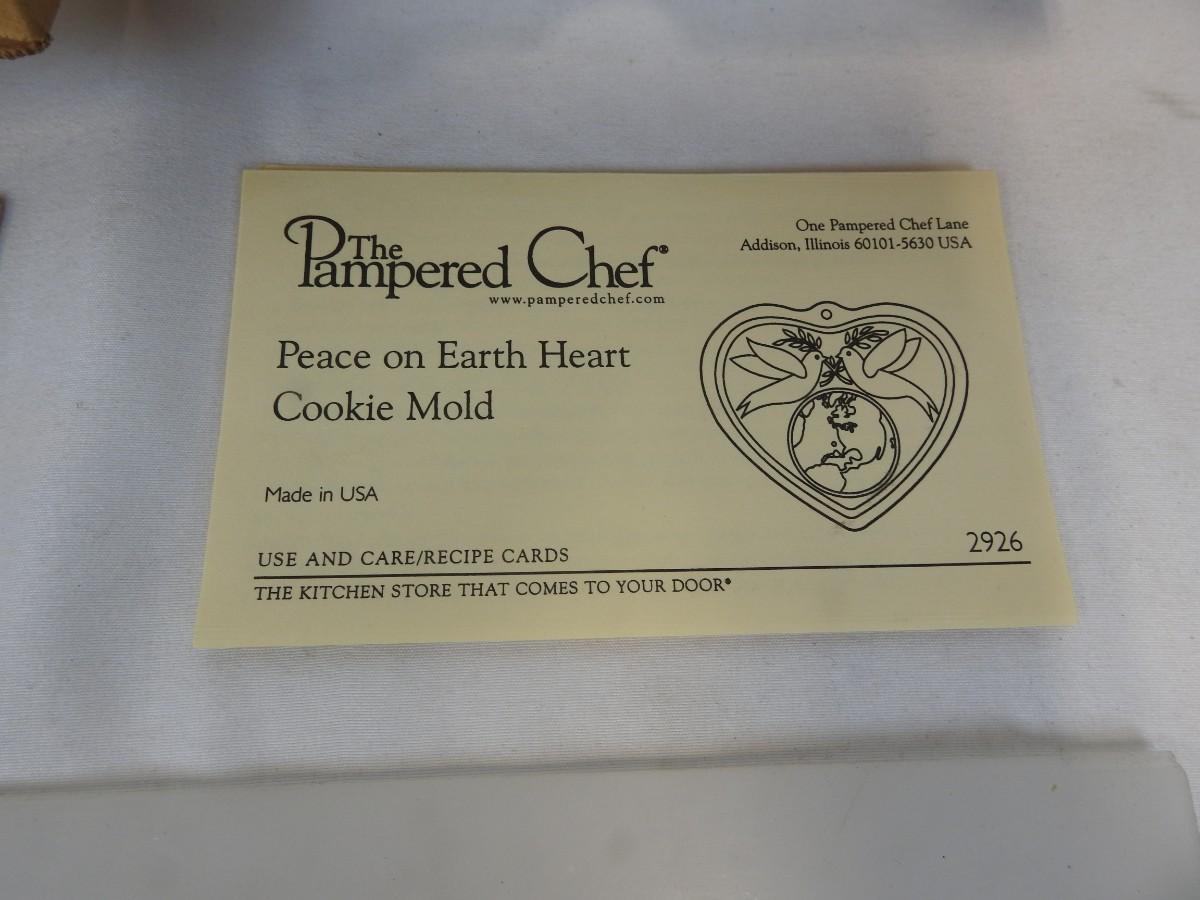 The
Pampered Chef®
www.pamperedchef.com
One Pampered Chef Lane
Addison, Illinois 60101-5630 USA
Peace on Earth Heart
Cookie Mold
Made in USA
USE AND CARE/RECIPE CARDS
2926
THE KITCHEN STORE THAT COMES TO YOUR DOOR®